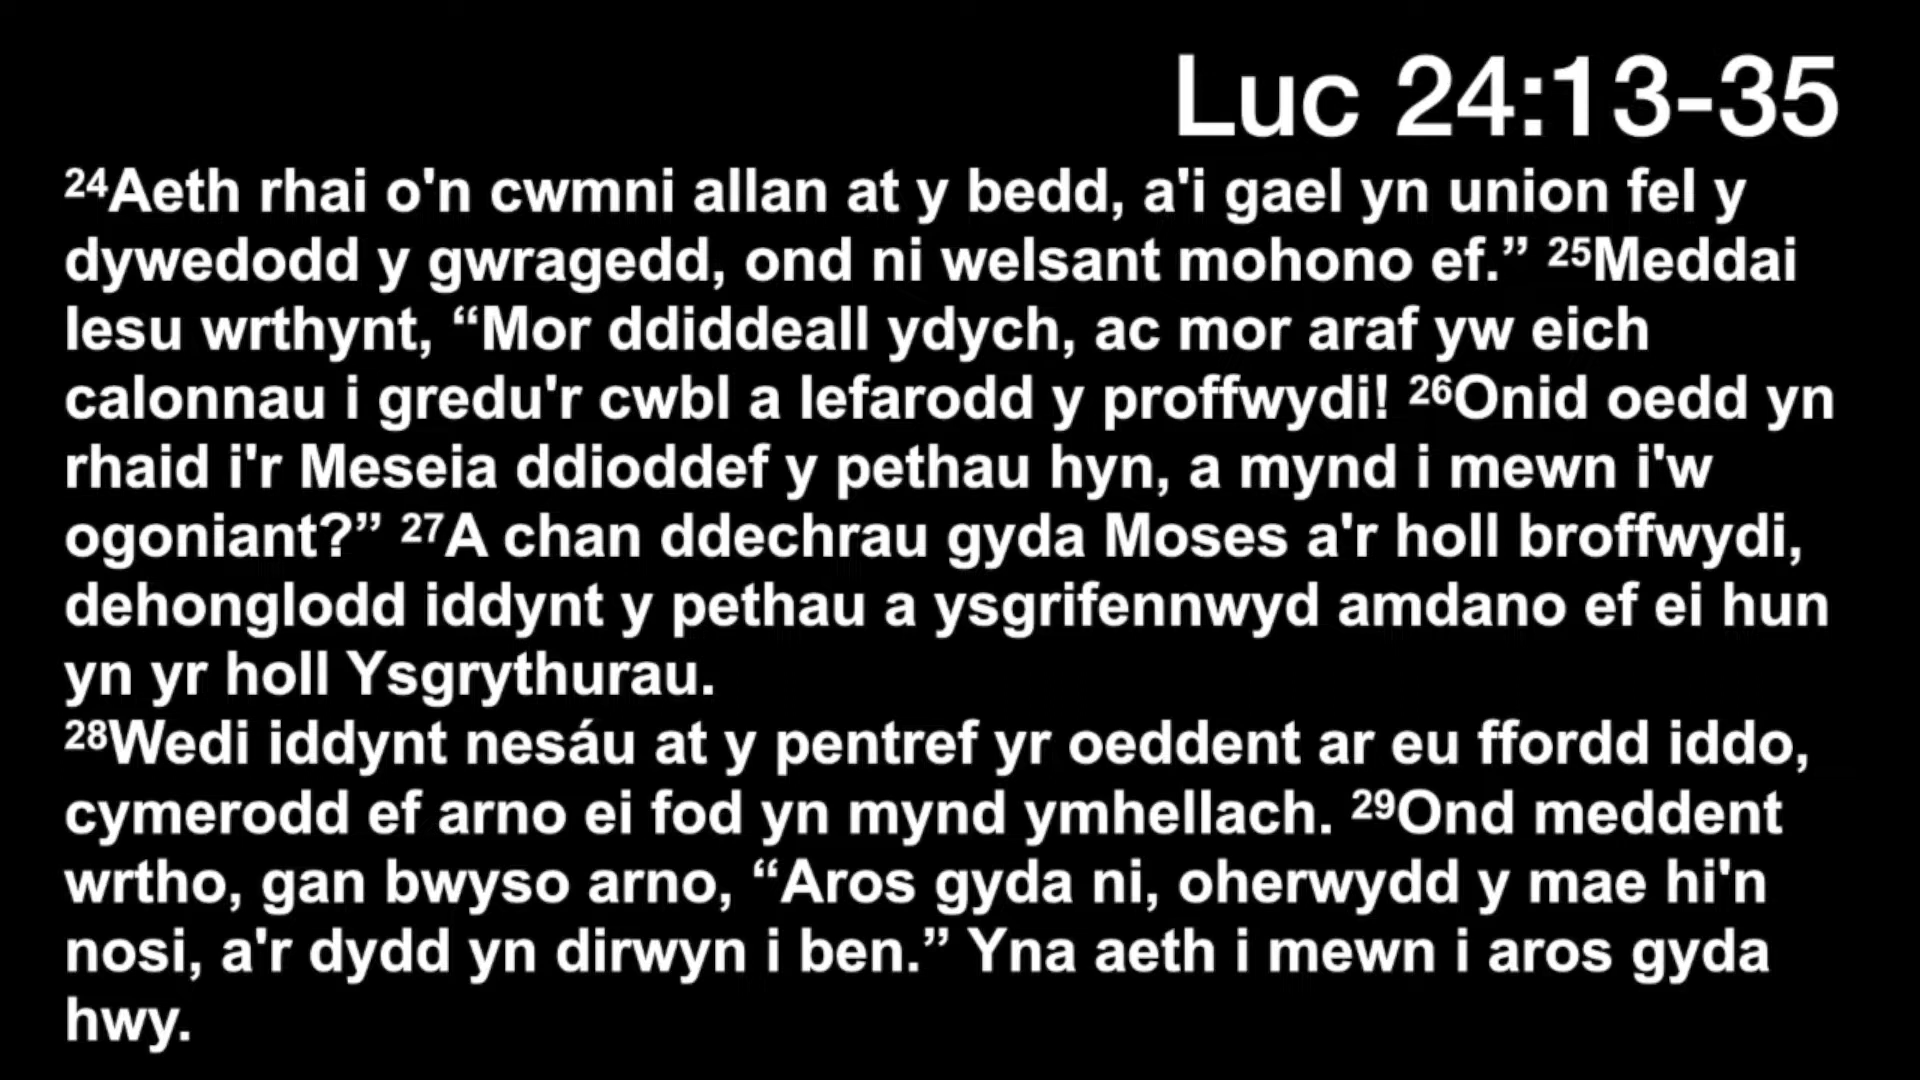 Luc 24:13-35
²⁴Aeth rhai o'n cwmni allan at y bedd, a'i gael yn union fel y
dywedodd y gwragedd, ond ni welsant mohono ef.” ²⁵Meddai
Iesu wrthynt, “Mor ddiddeall ydych, ac mor araf yw eich
calonnau i gredu'r cwbl a lefarodd y proffwydi! ²⁶Onid oedd yn
rhaid i'r Meseia ddioddef y pethau hyn, a mynd i mewn i'w
ogoniant?” ²⁷A chan ddechrau gyda Moses a'r holl broffwydi,
dehonglodd iddynt y pethau a ysgrifennwyd amdano ef ei hun
yn yr holl Ysgrythurau.
²⁸Wedi iddynt nesáu at y pentref yr oeddent ar eu ffordd iddo,
cymerodd ef arno ei fod yn mynd ymhellach. ²⁹Ond meddent
wrtho, gan bwyso arno, “Aros gyda ni, oherwydd y mae hi'n
nosi, a'r dydd yn dirwyn i ben.” Yna aeth i mewn i aros gyda
hwy.